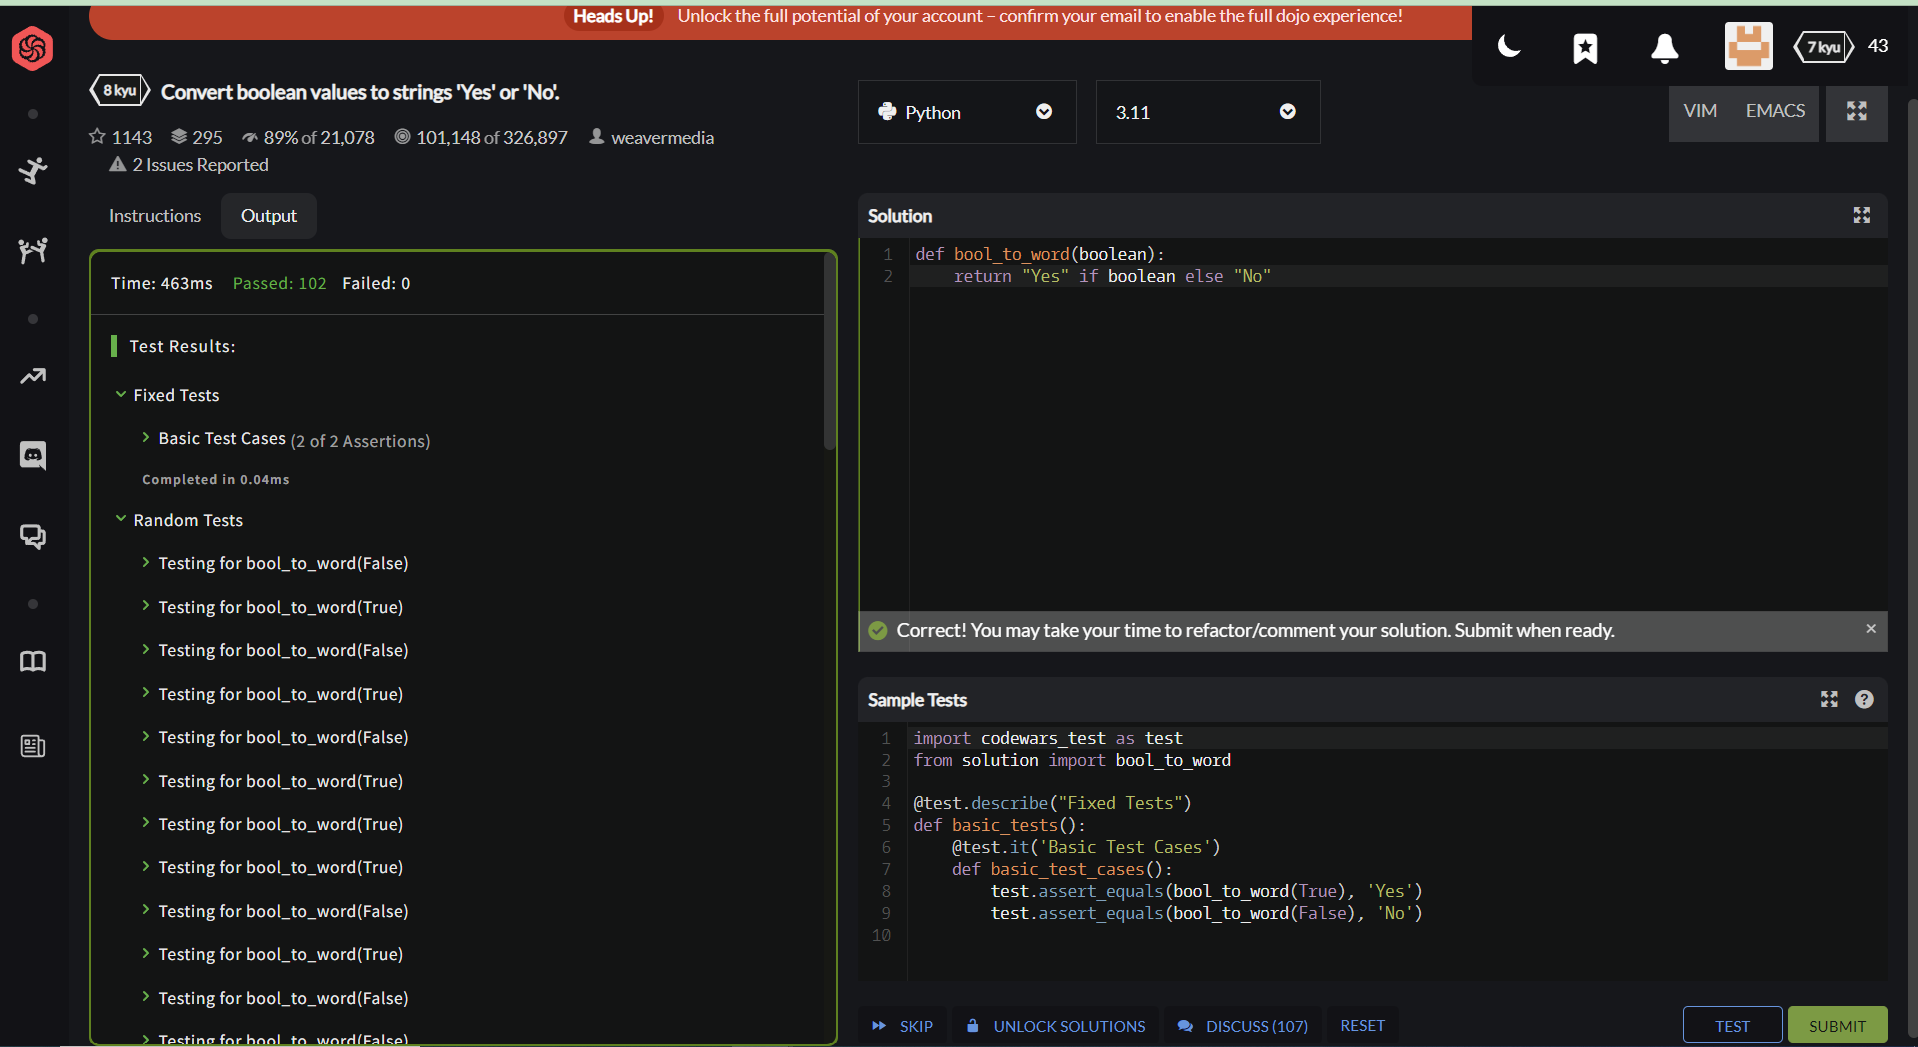 Heads Up! Unlock the full potential of your account – confirm your email to enable the full dojo experience!
7 kyu 43
8 kyu Convert boolean values to strings 'Yes' or 'No'.
1143 295 89% of 21,078 101,148 of 326,897 weavermedia
2 Issues Reported
Python 3.11
VIM EMACS
Instructions Output
Time: 463ms Passed: 102 Failed: 0
Test Results:
Fixed Tests
Basic Test Cases (2 of 2 Assertions)
Completed in 0.04ms
Random Tests
Testing for bool_to_word(False)
Testing for bool_to_word(True)
Testing for bool_to_word(False)
Testing for bool_to_word(True)
Testing for bool_to_word(False)
Testing for bool_to_word(True)
Testing for bool_to_word(True)
Testing for bool_to_word(True)
Testing for bool_to_word(False)
Testing for bool_to_word(True)
Testing for bool_to_word(False)
Testing for bool_to_word(False)
Solution
1 def bool_to_word(boolean):
2     return "Yes" if boolean else "No"
Correct! You may take your time to refactor/comment your solution. Submit when ready. ×
Sample Tests ?
1 import codewars_test as test
2 from solution import bool_to_word
3
4 @test.describe("Fixed Tests")
5 def basic_tests():
6     @test.it('Basic Test Cases')
7     def basic_test_cases():
8         test.assert_equals(bool_to_word(True), 'Yes')
9         test.assert_equals(bool_to_word(False), 'No')
10
SKIP UNLOCK SOLUTIONS DISCUSS (107) RESET TEST SUBMIT